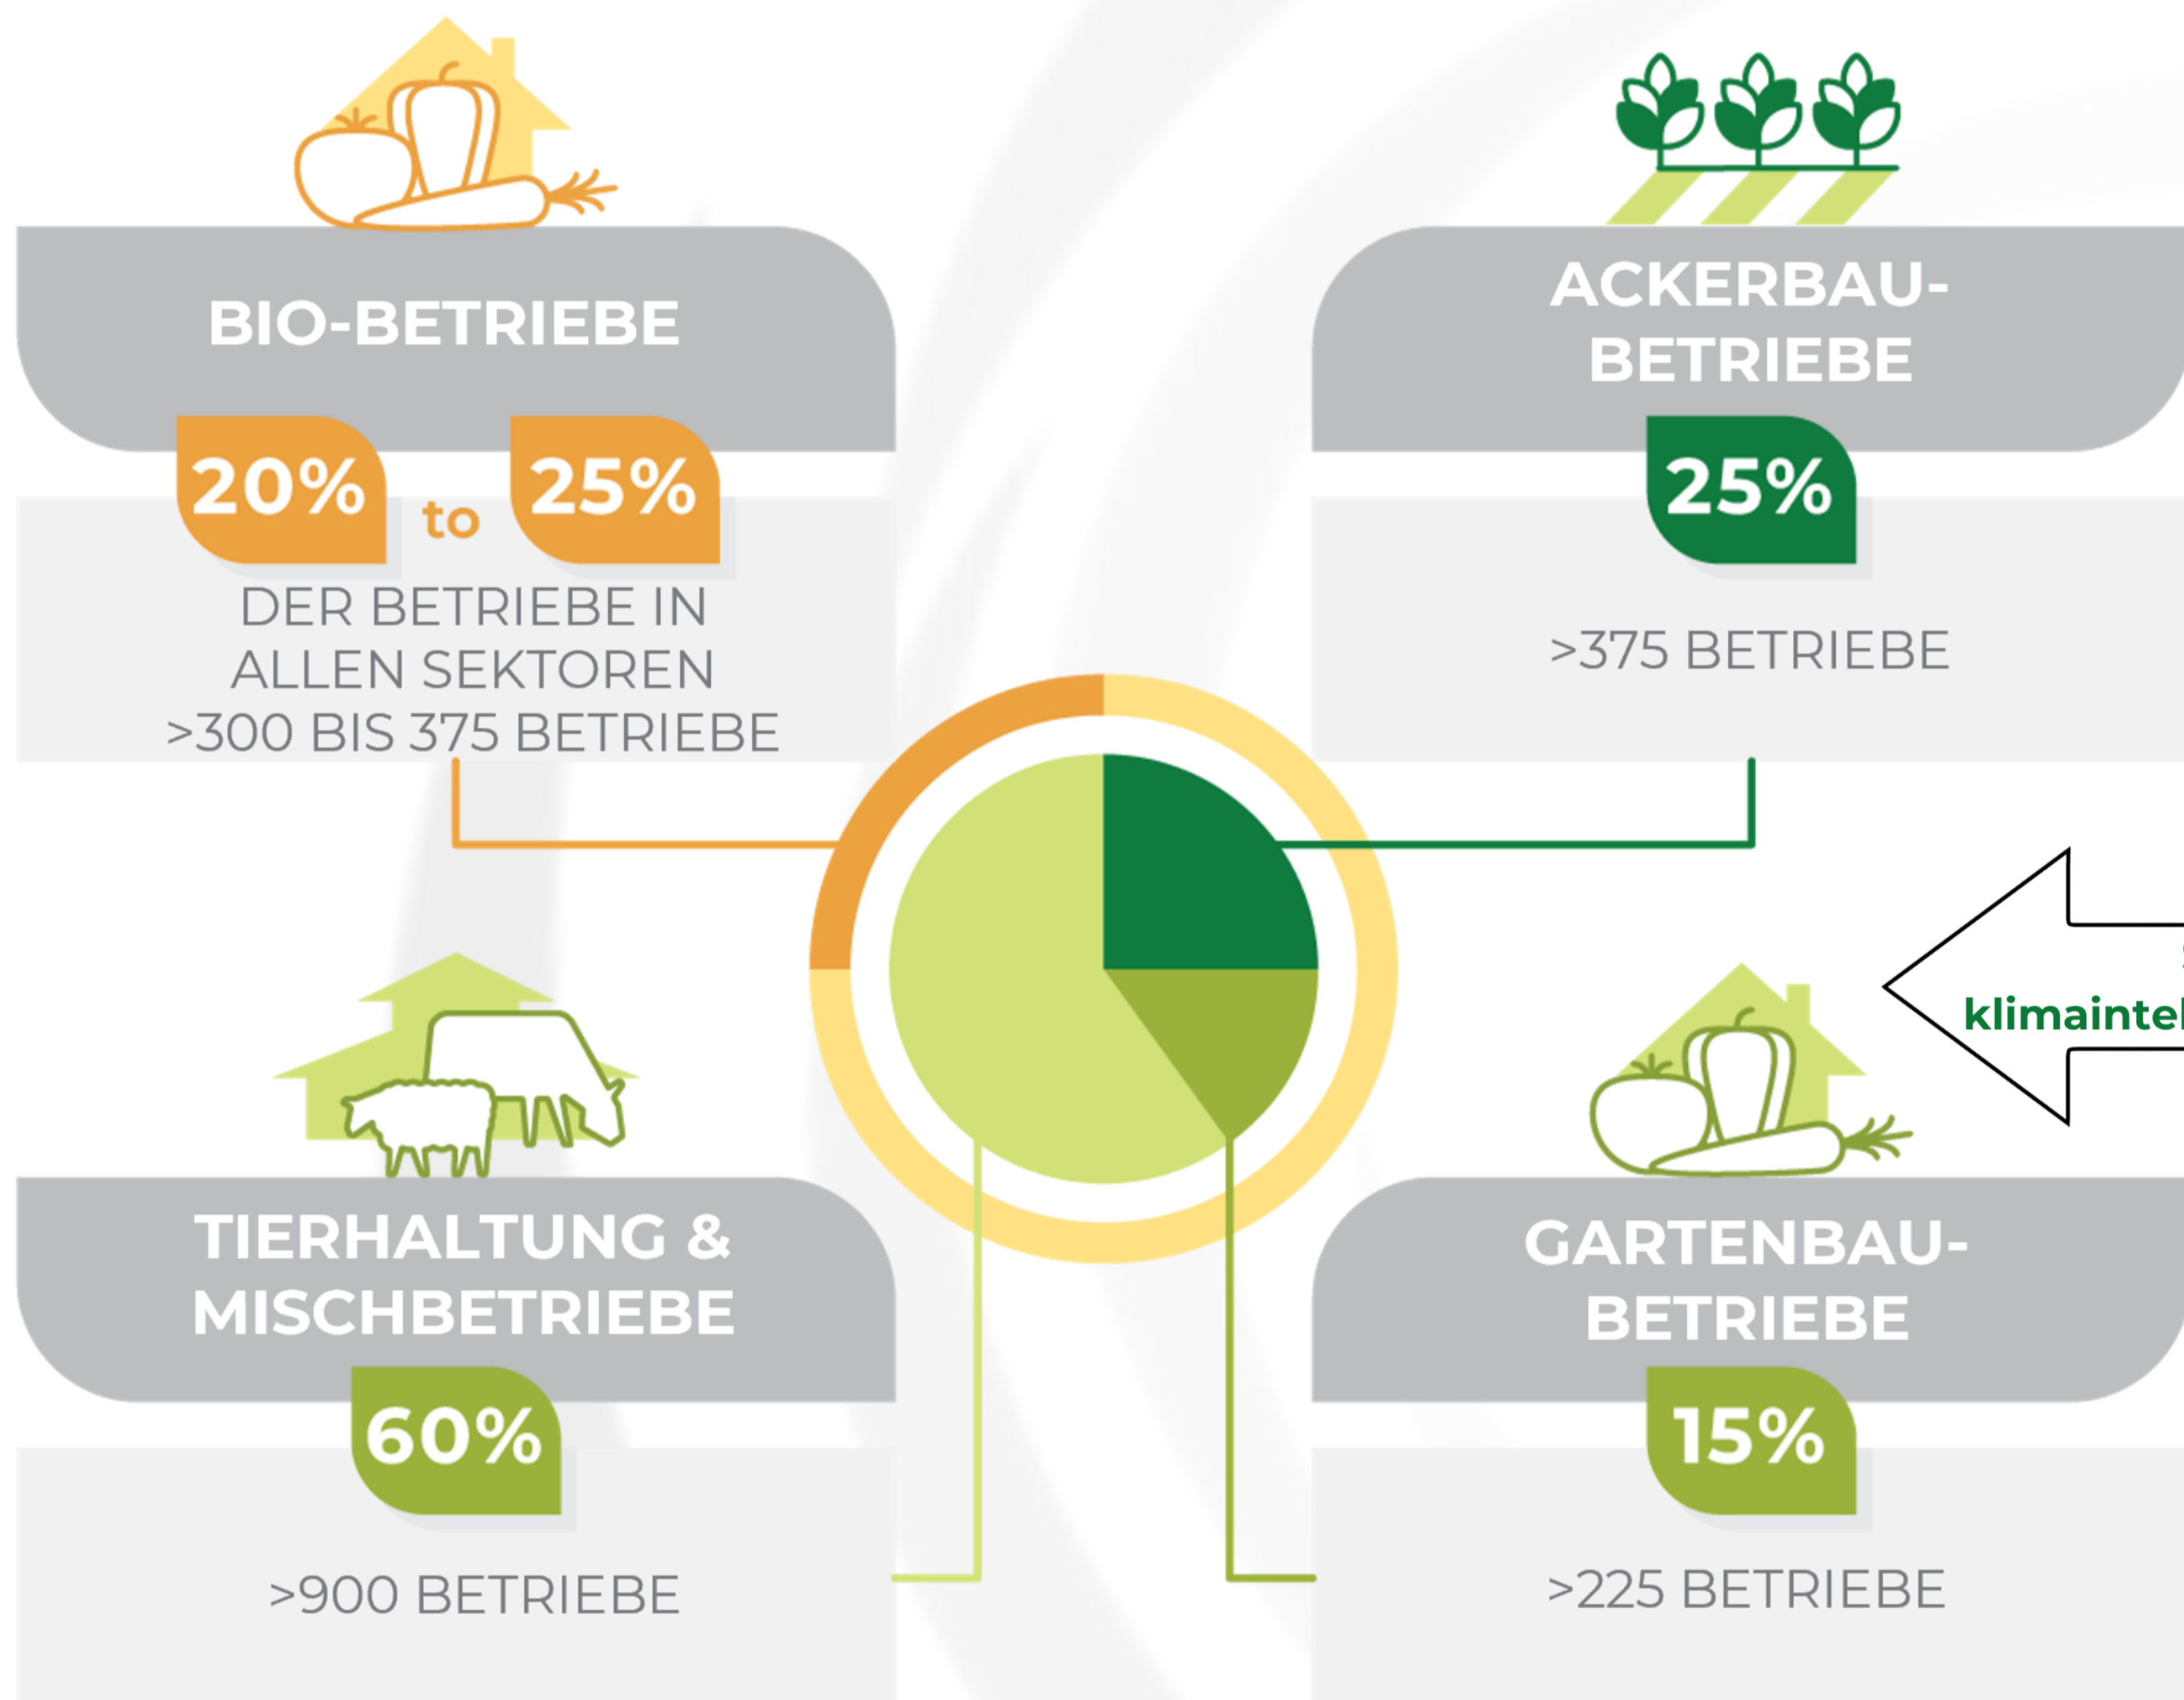 BIO-BETRIEBE
20% to 25%
DER BETRIEBE IN
ALLEN SEKTOREN
>300 BIS 375 BETRIEBE
ACKERBAU-
BETRIEBE
25%
>375 BETRIEBE
TIERHALTUNG &
MISCHBETRIEBE
60%
>900 BETRIEBE
GARTENBAU-
BETRIEBE
15%
>225 BETRIEBE